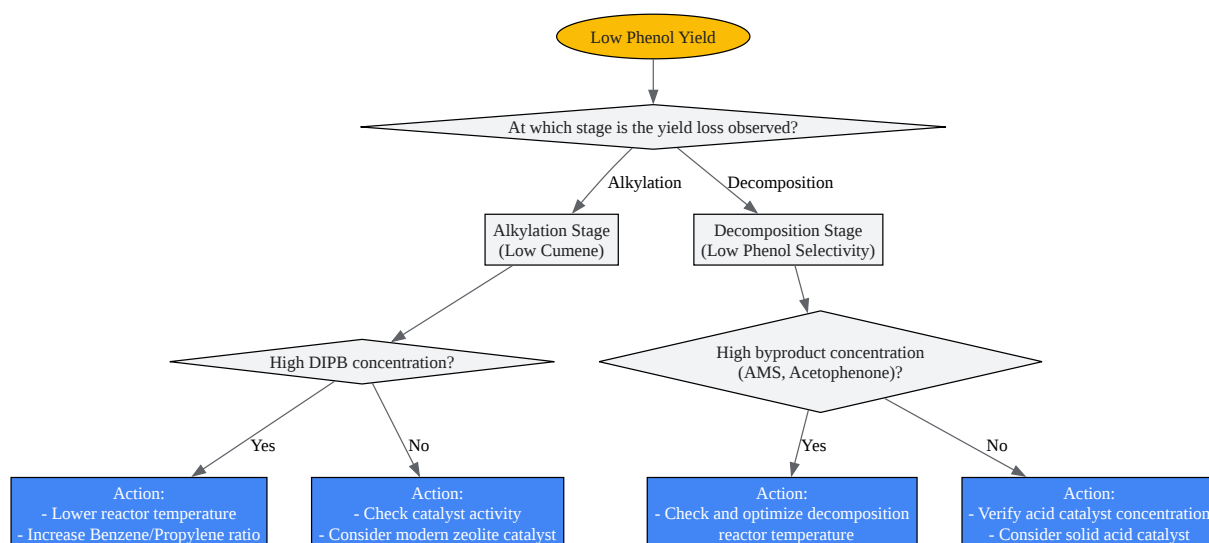 Low Phenol Yield
At which stage is the yield loss observed?
Alkylation
Decomposition
Alkylation Stage
(Low Cumene)
Decomposition Stage
(Low Phenol Selectivity)
High DIPB concentration?
High byproduct concentration
(AMS, Acetophenone)?
Yes
No
Yes
No
Action:
- Lower reactor temperature
- Increase Benzene/Propylene ratio
Action:
- Check catalyst activity
- Consider modern zeolite catalyst
Action:
- Check and optimize decomposition
reactor temperature
Action:
- Verify acid catalyst concentration
- Consider solid acid catalyst